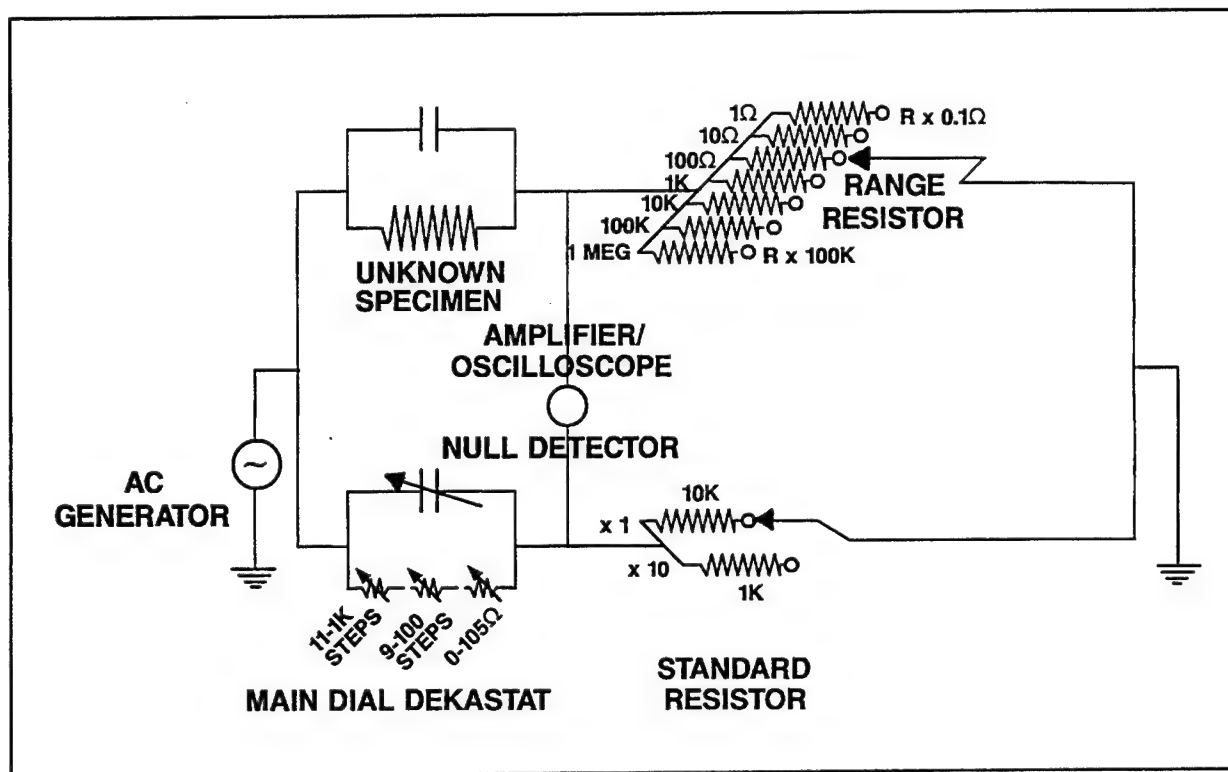 1Ω
R x 0.1Ω
10Ω
100Ω
1K
RANGE
RESISTOR
10K
100K
1 MEG
R x 100K
UNKNOWN
SPECIMEN
AMPLIFIER/
OSCILLOSCOPE
NULL DETECTOR
~
AC
GENERATOR
10K
x 1
x 10
1K
11-1K
STEPS
9-100
STEPS
0-105Ω
MAIN DIAL DEKASTAT
STANDARD
RESISTOR